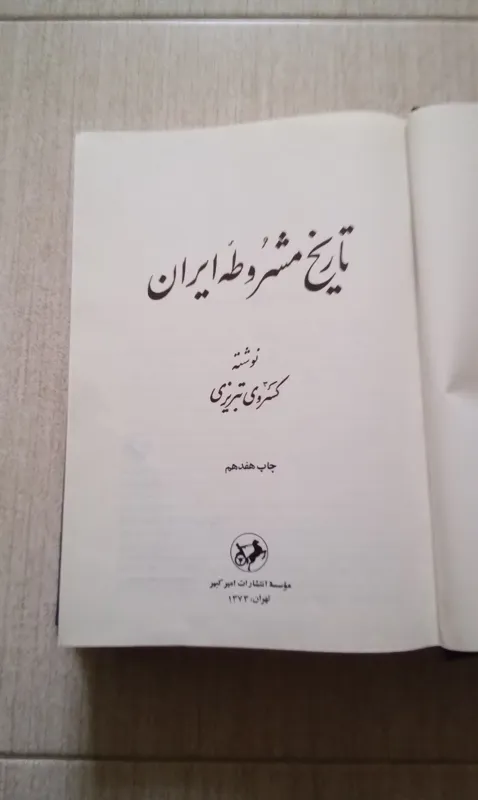 تاریخ مشروطهٔ ایران
نوشته
کسروی تبریزی
چاپ هفدهم
مؤسسهٔ انتشارات امیرکبیر
تهران، ۱۳۷۳